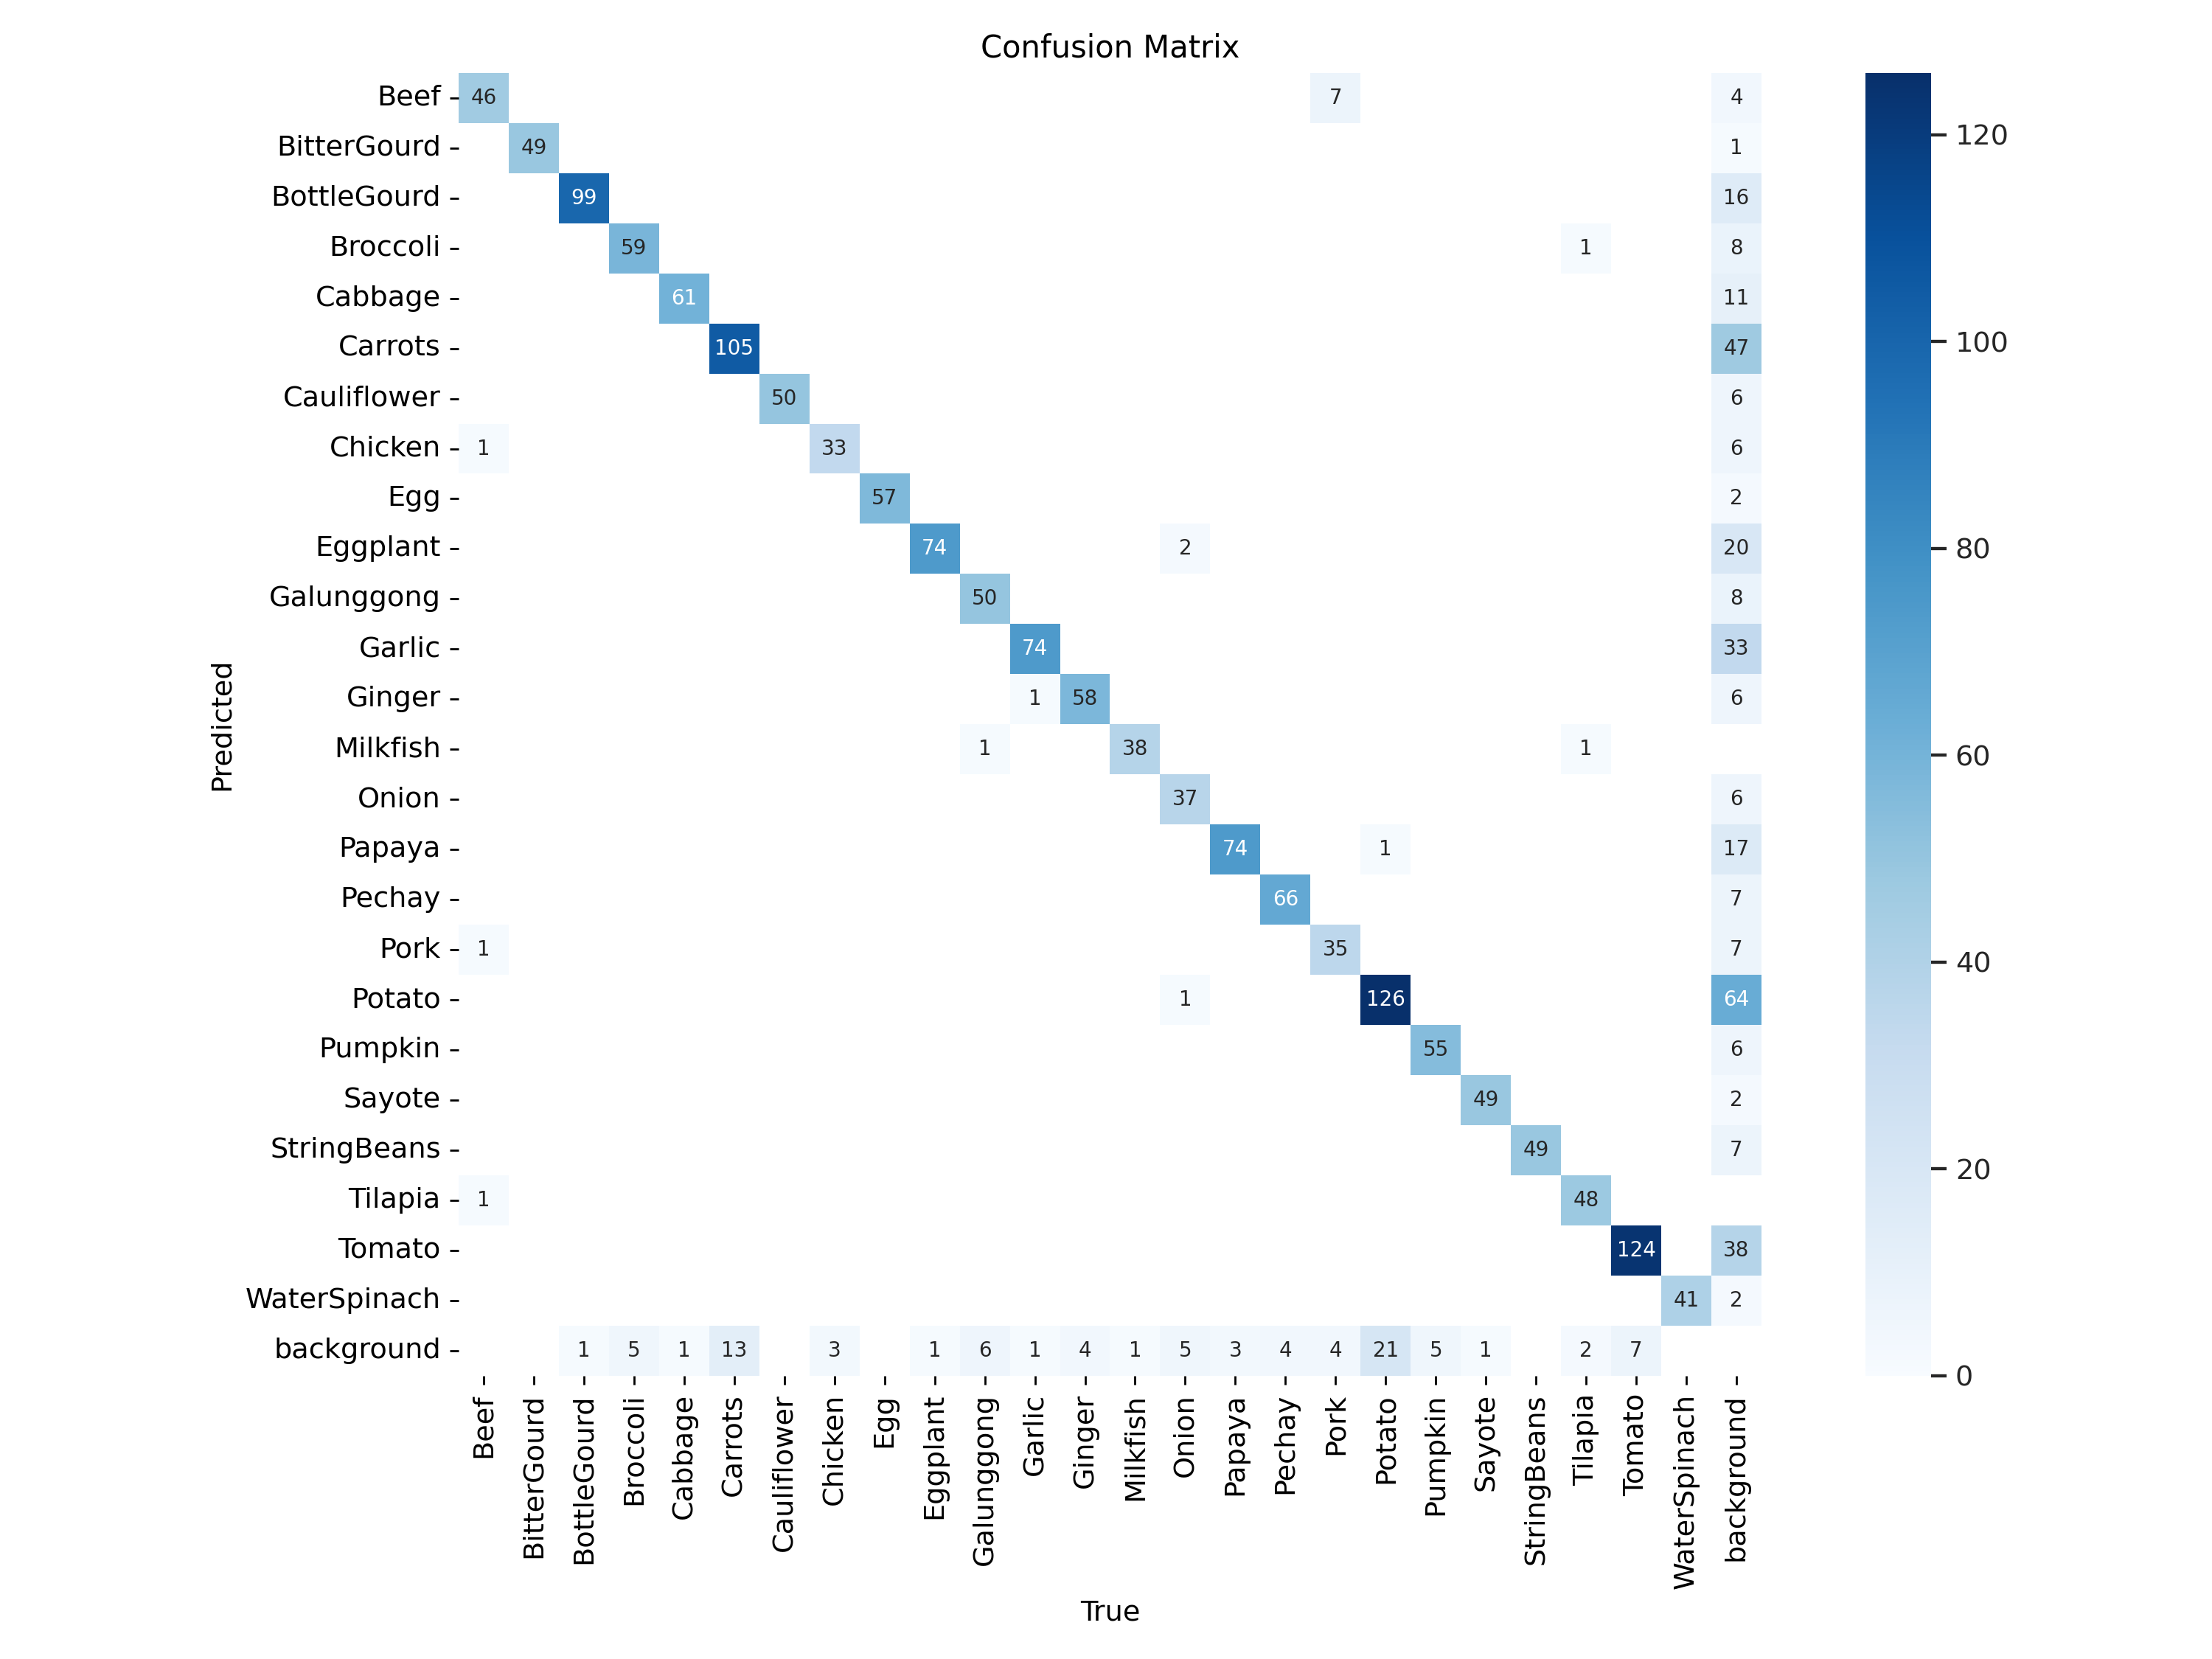 Confusion Matrix
Predicted
Beef 46 7 4
BitterGourd 49 1
BottleGourd 99 16
Broccoli 59 1 8
Cabbage 61 11
Carrots 105 47
Cauliflower 50 6
Chicken 1 33 6
Egg 57 2
Eggplant 74 2 20
Galunggong 50 8
Garlic 74 33
Ginger 1 58 6
Milkfish 1 38 1
Onion 37 6
Papaya 74 1 17
Pechay 66 7
Pork 1 35 7
Potato 1 126 64
Pumpkin 55 6
Sayote 49 2
StringBeans 49 7
Tilapia 1 48
Tomato 124 38
WaterSpinach 41 2
background 1 5 1 13 3 1 6 1 4 1 5 3 4 4 21 5 1 2 7
Beef BitterGourd BottleGourd Broccoli Cabbage Carrots Cauliflower Chicken Egg Eggplant Galunggong Garlic Ginger Milkfish Onion Papaya Pechay Pork Potato Pumpkin Sayote StringBeans Tilapia Tomato WaterSpinach background
True
120
100
80
60
40
20
0